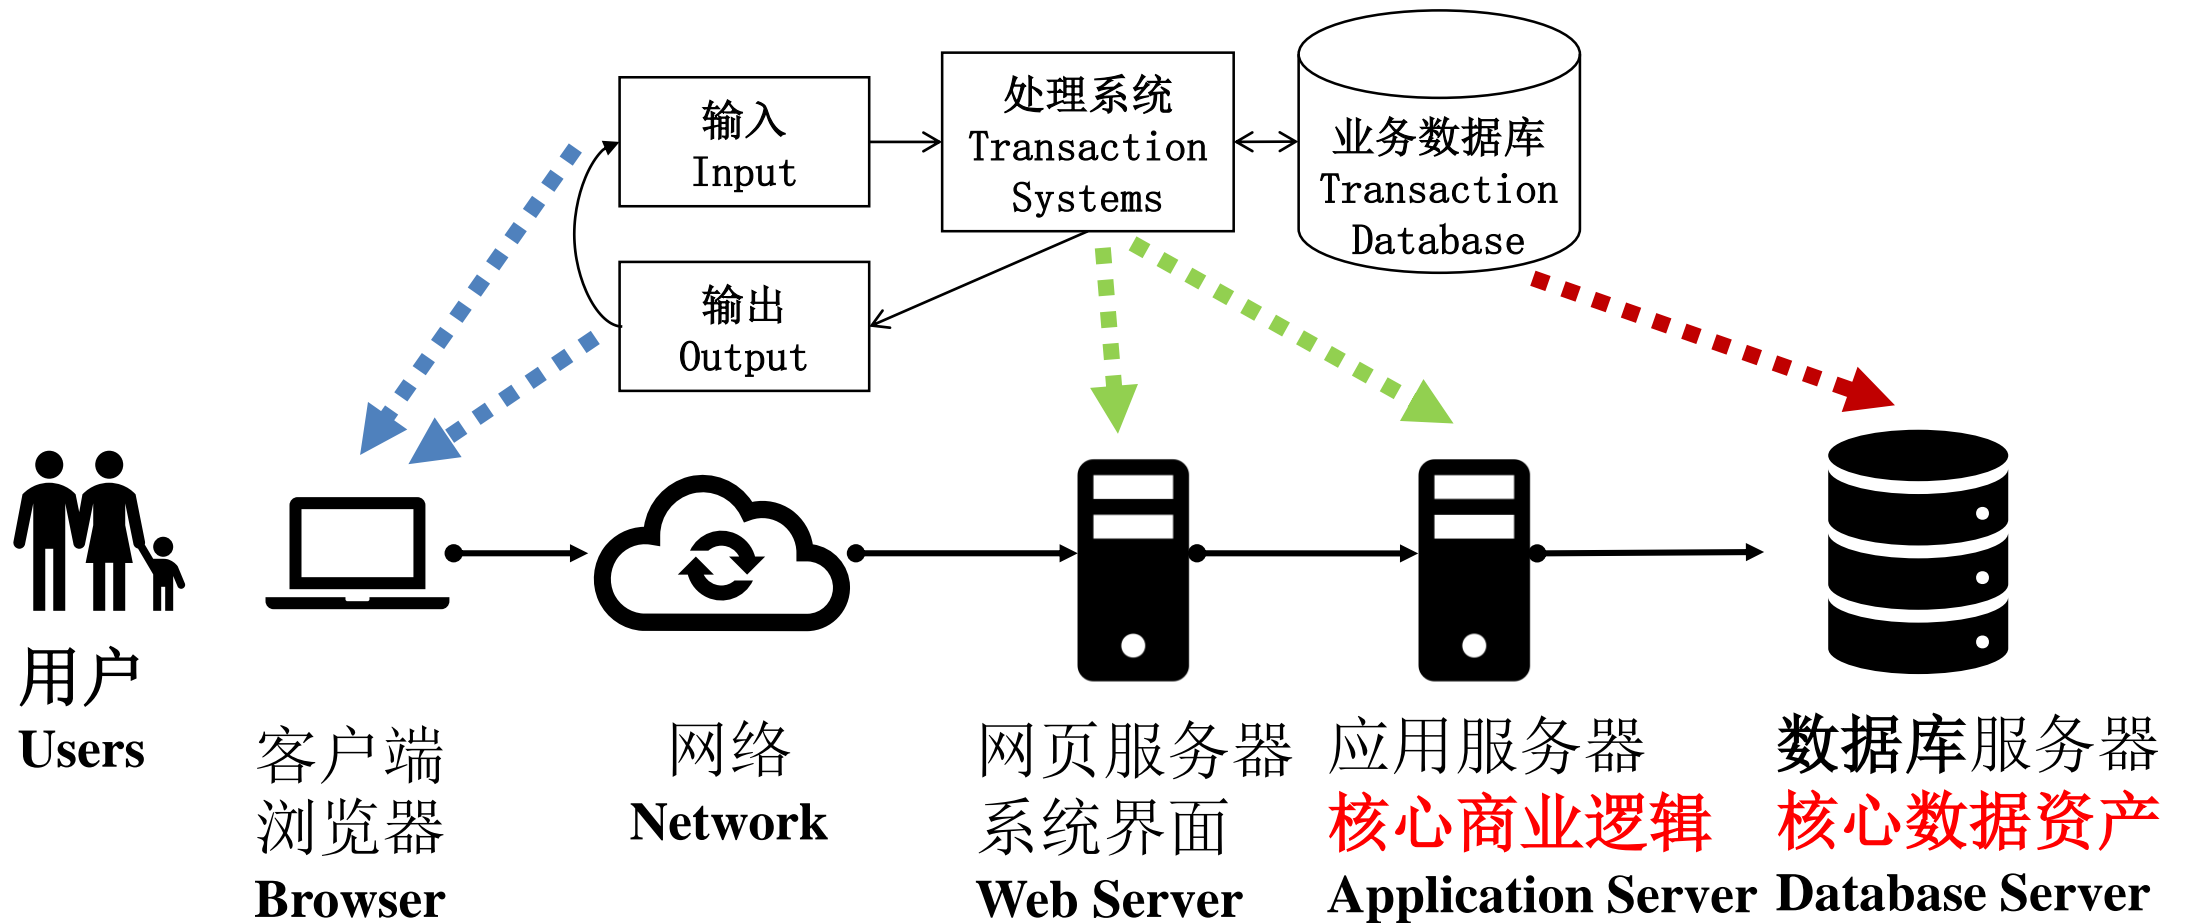 输入
Input
处理系统
Transaction
Systems
业务数据库
Transaction
Database
输出
Output
用户
Users
客户端
浏览器
Browser
网络
Network
网页服务器
系统界面
Web Server
应用服务器
核心商业逻辑
Application Server
数据库服务器
核心数据资产
Database Server